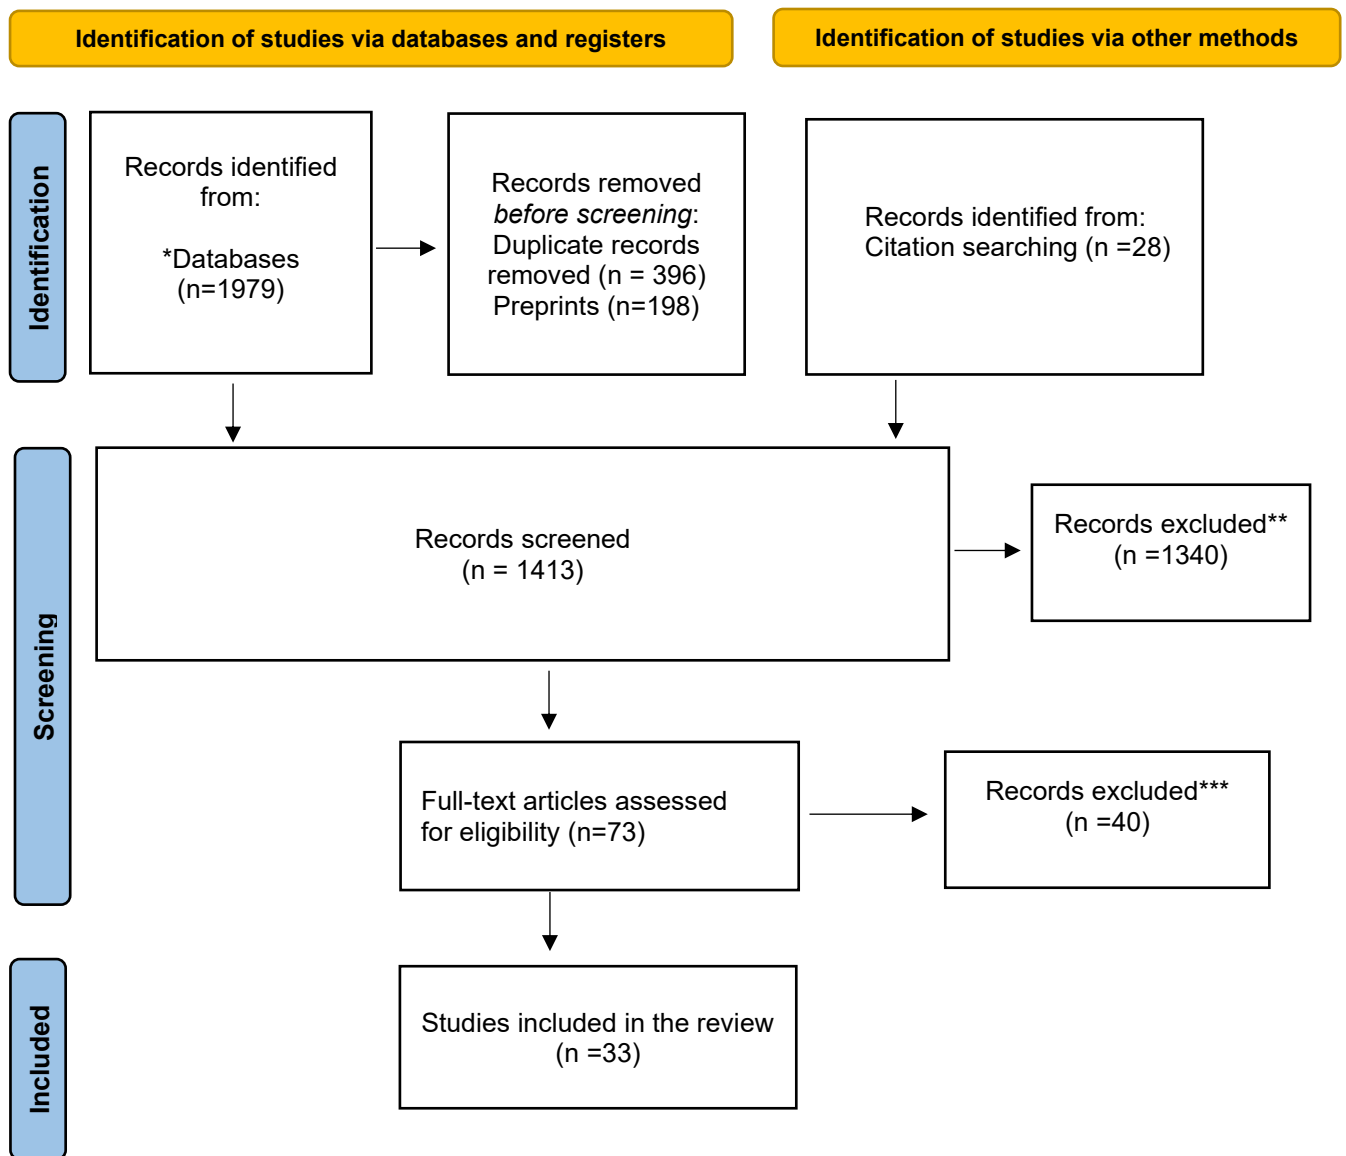 Identification of studies via databases and registers
Identification of studies via other methods
Identification
Records identified
from:
*Databases
(n=1979)
Records removed
before screening:
Duplicate records
removed (n = 396)
Preprints (n=198)
Records identified from:
Citation searching (n =28)
Screening
Records screened
(n = 1413)
Records excluded**
(n =1340)
Full-text articles assessed
for eligibility (n=73)
Records excluded***
(n =40)
Included
Studies included in the review
(n =33)